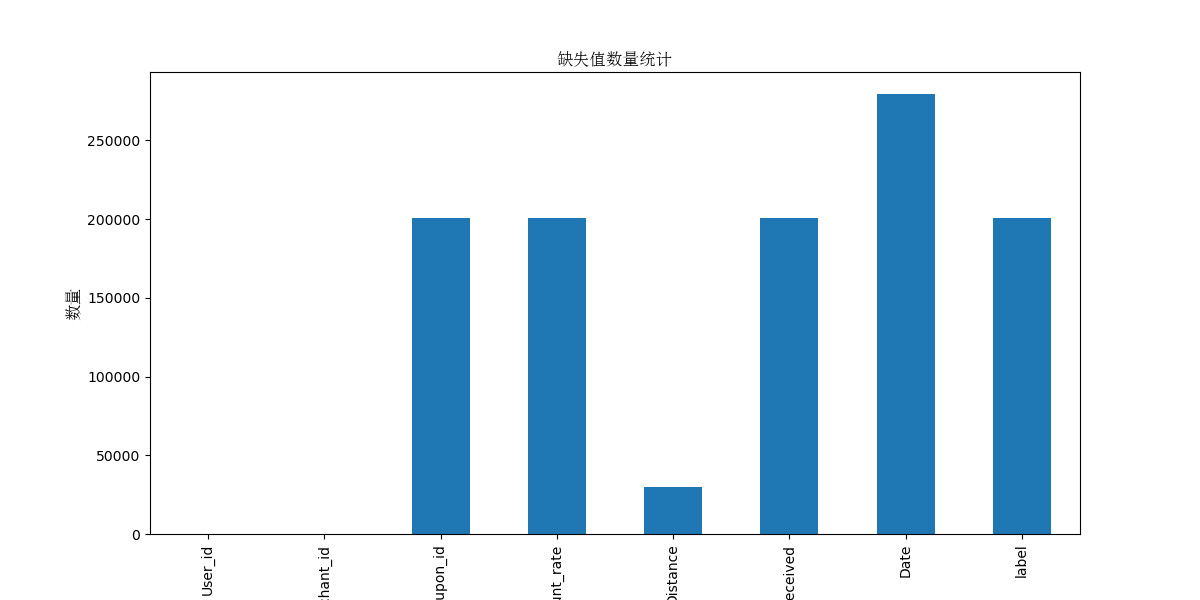 缺失值数量统计
数量
250000
200000
150000
100000
50000
0
User_id
chant_id
upon_id
unt_rate
Distance
eceived
Date
label